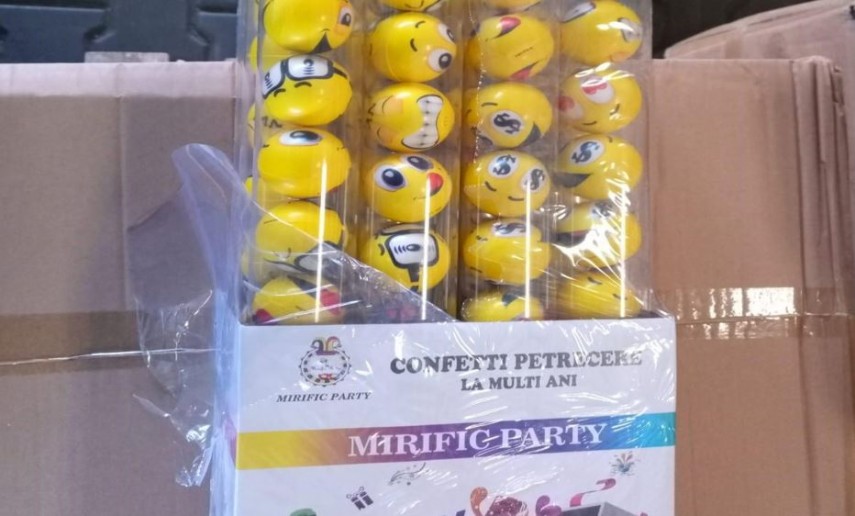 CONFETTI PETRECERE
LA MULTI ANI
MIRIFIC PARTY
MIRIFIC PARTY